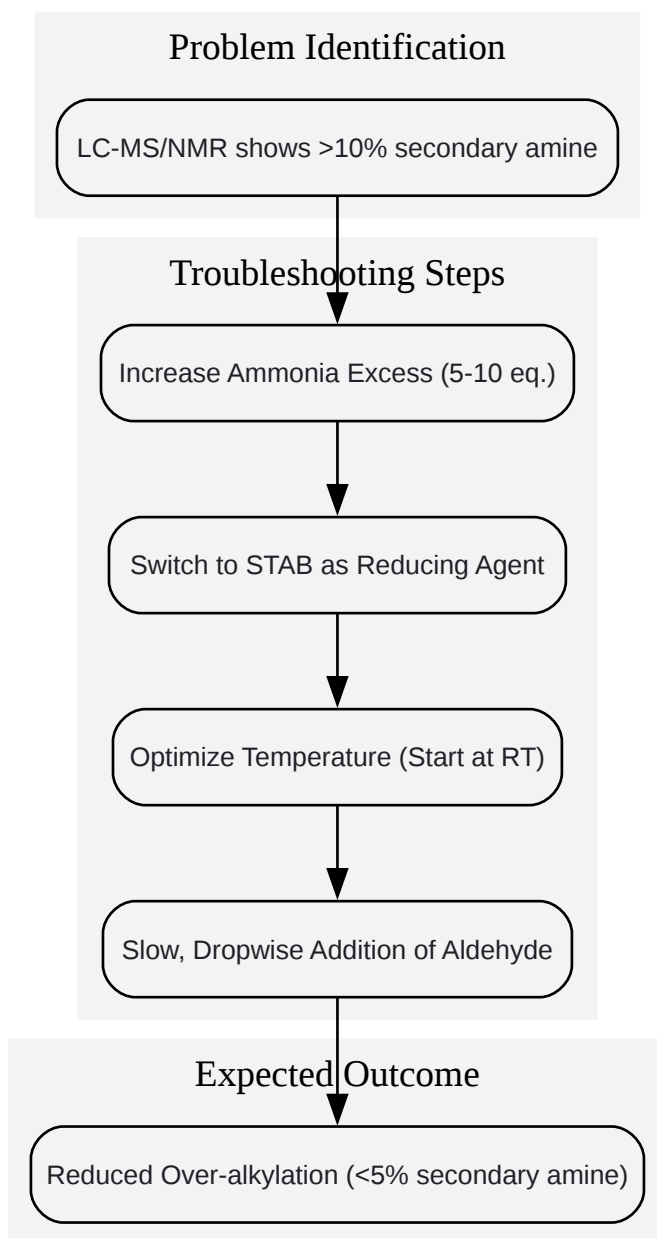 Problem Identification
LC-MS/NMR shows >10% secondary amine
Troubleshooting Steps
Increase Ammonia Excess (5-10 eq.)
Switch to STAB as Reducing Agent
Optimize Temperature (Start at RT)
Slow, Dropwise Addition of Aldehyde
Expected Outcome
Reduced Over-alkylation (<5% secondary amine)